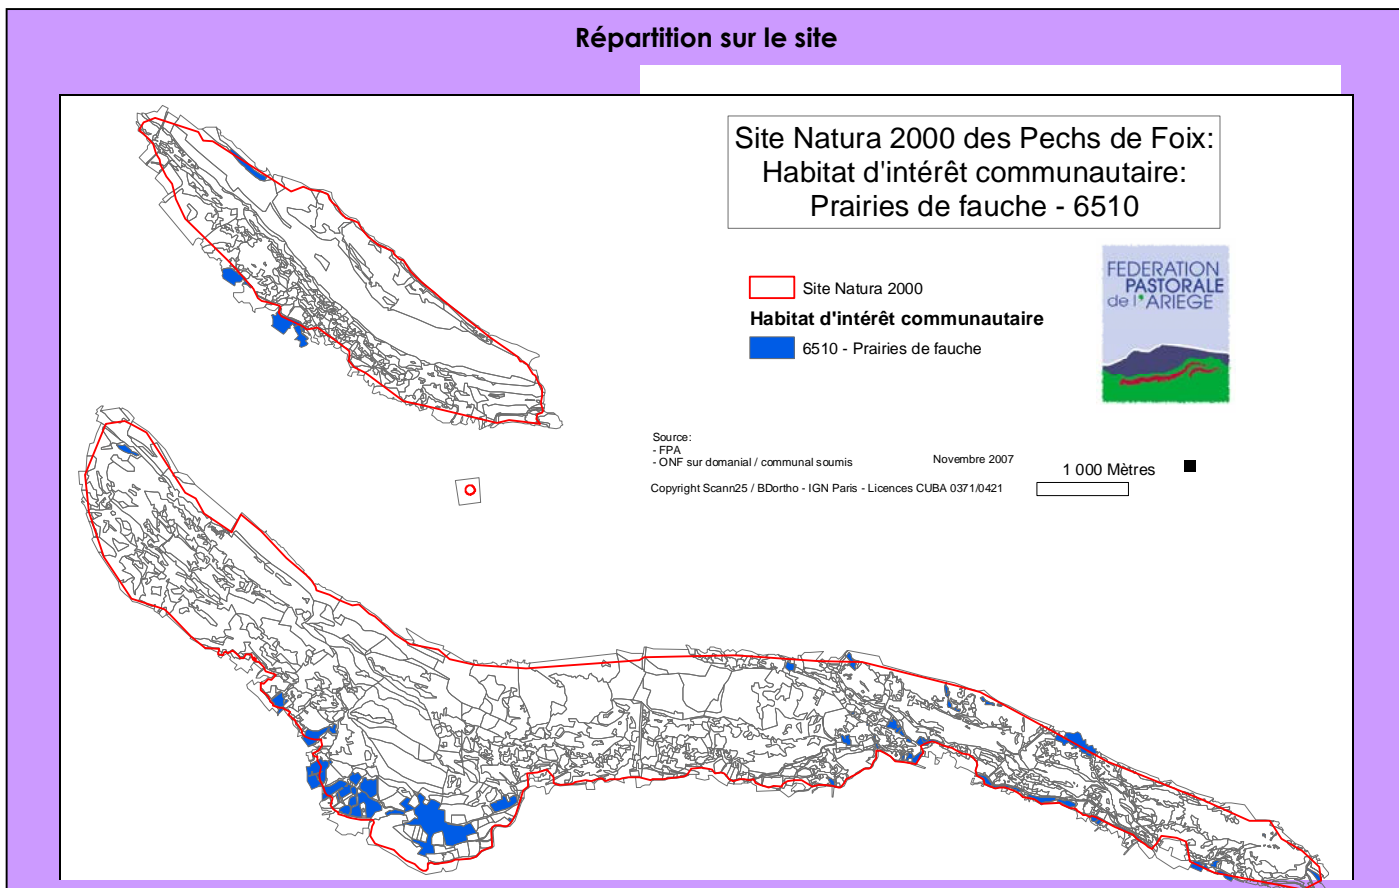 Répartition sur le site
Site Natura 2000 des Pechs de Foix:
Habitat d'intérêt communautaire:
Prairies de fauche - 6510
Site Natura 2000
Habitat d'intérêt communautaire
6510 - Prairies de fauche
FEDERATION
PASTORALE
de l'ARIEGE
Source:
- FPA
- ONF sur domanial / communal soumis
Novembre 2007
1 000 Mètres
Copyright Scann25 / BDortho - IGN Paris - Licences CUBA 0371/0421